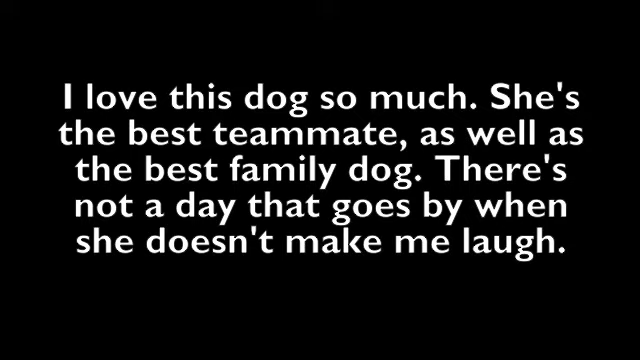 I love this dog so much. She's
the best teammate, as well as
the best family dog. There's
not a day that goes by when
she doesn't make me laugh.